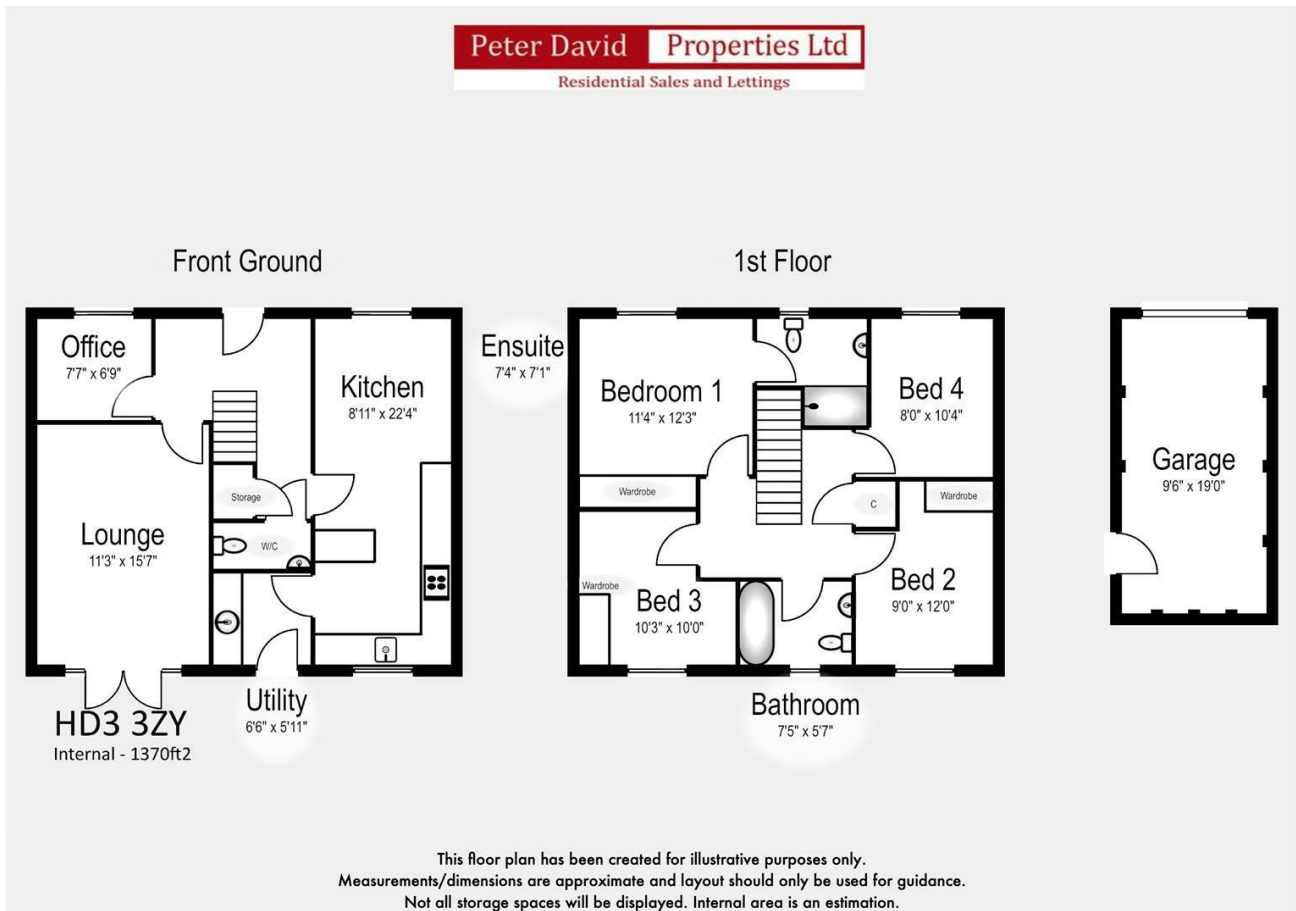 Peter David Properties Ltd
Residential Sales and Lettings
Front Ground
1st Floor
Office
7'7" x 6'9"
Kitchen
8'11" x 22'4"
Storage
W/C
Lounge
11'3" x 15'7"
Utility
6'6" x 5'11"
HD3 3ZY
Internal - 1370ft2
Ensuite
7'4" x 7'1"
Bedroom 1
11'4" x 12'3"
Bed 4
8'0" x 10'4"
Wardrobe
C
Wardrobe
Wardrobe
Bed 3
10'3" x 10'0"
Bed 2
9'0" x 12'0"
Bathroom
7'5" x 5'7"
Garage
9'6" x 19'0"
This floor plan has been created for illustrative purposes only.
Measurements/dimensions are approximate and layout should only be used for guidance.
Not all storage spaces will be displayed. Internal area is an estimation.